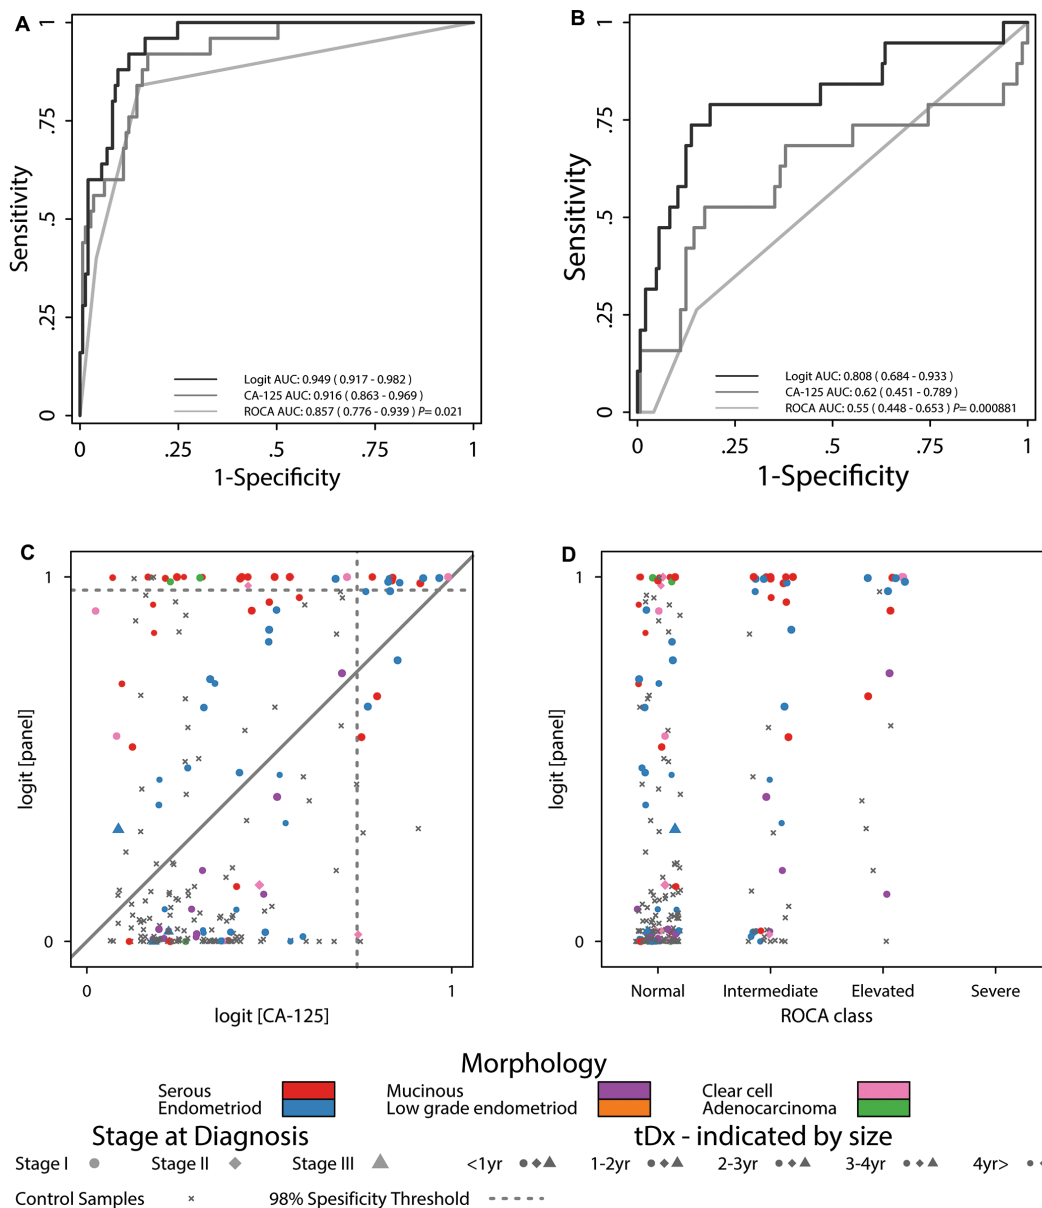 A
1
.75
.5
.25
0
Sensitivity
Logit AUC: 0.949 ( 0.917 - 0.982 )
CA-125 AUC: 0.916 ( 0.863 - 0.969)
ROCA AUC: 0.857 ( 0.776 - 0.939) P= 0.021
0 .25 .5 .75 1
1-Specificity
B
1
.75
.5
.25
0
Sensitivity
Logit AUC: 0.808 ( 0.684 - 0.933)
CA-125 AUC: 0.62 ( 0.451 - 0.789)
ROCA AUC: 0.55 ( 0.448 - 0.653) P= 0.000881
0 .25 .5 .75 1
1-Specificity
C
1
0
logit [panel]
0 1
logit [CA-125]
D
1
0
logit [panel]
Normal Intermediate Elevated Severe
ROCA class
Morphology
Serous Mucinous Clear cell
Endometriod Low grade endometriod Adenocarcinoma
Stage at Diagnosis tDx - indicated by size
Stage I Stage II Stage III <1yr 1-2yr 2-3yr 3-4yr 4yr>
Control Samples 98% Spesificity Threshold